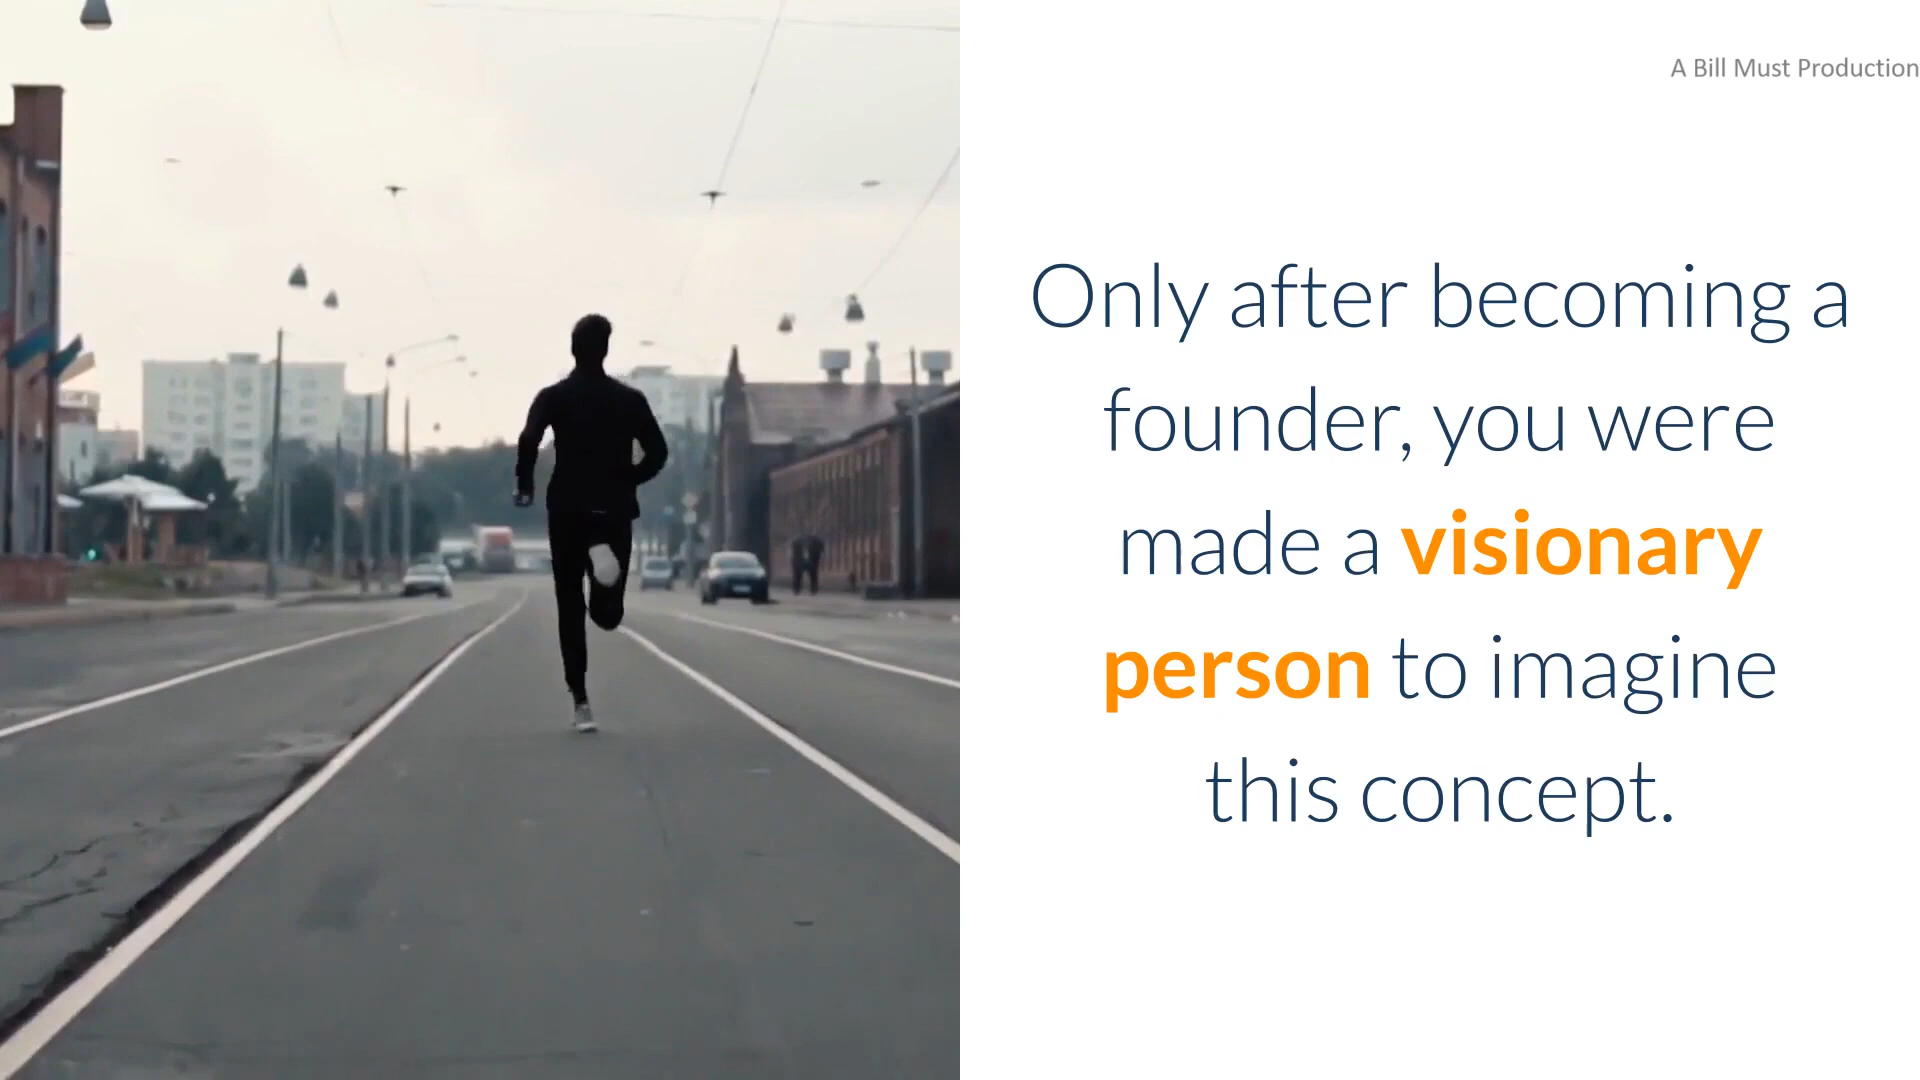 A Bill Must Production
Only after becoming a
founder, you were
made a visionary
person to imagine
this concept.